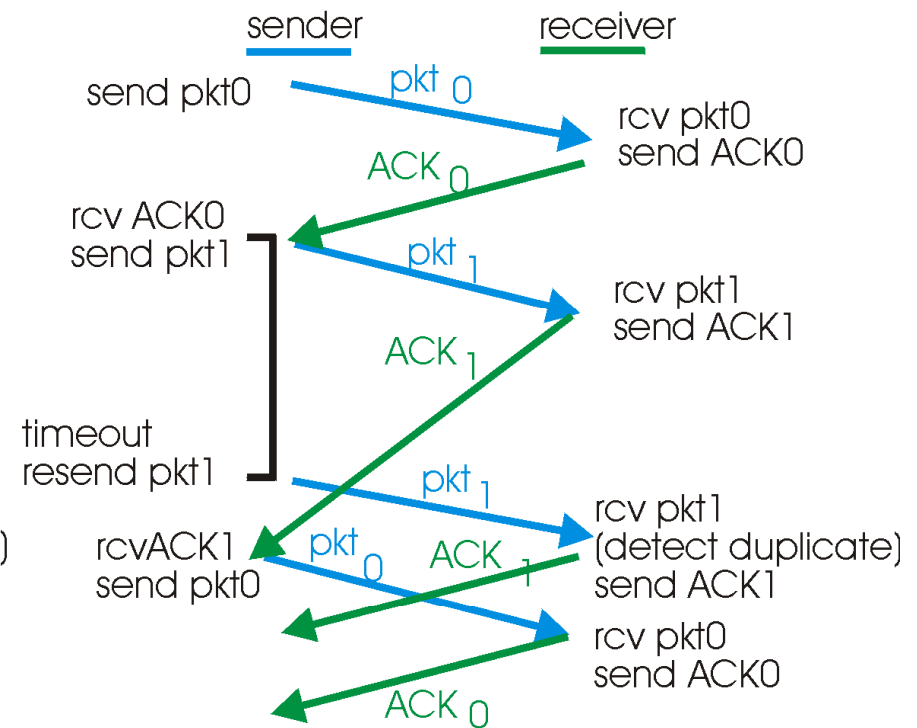 sender
receiver
send pkt0
pkt 0
rcv pkt0
send ACK0
ACK 0
rcv ACK0
send pkt1
pkt 1
rcv pkt1
send ACK1
ACK 1
timeout
resend pkt1
pkt 1
rcv pkt1
(detect duplicate)
send ACK1
)
rcvACK1
send pkt0
pkt 0
ACK 1
rcv pkt0
send ACK0
ACK 0